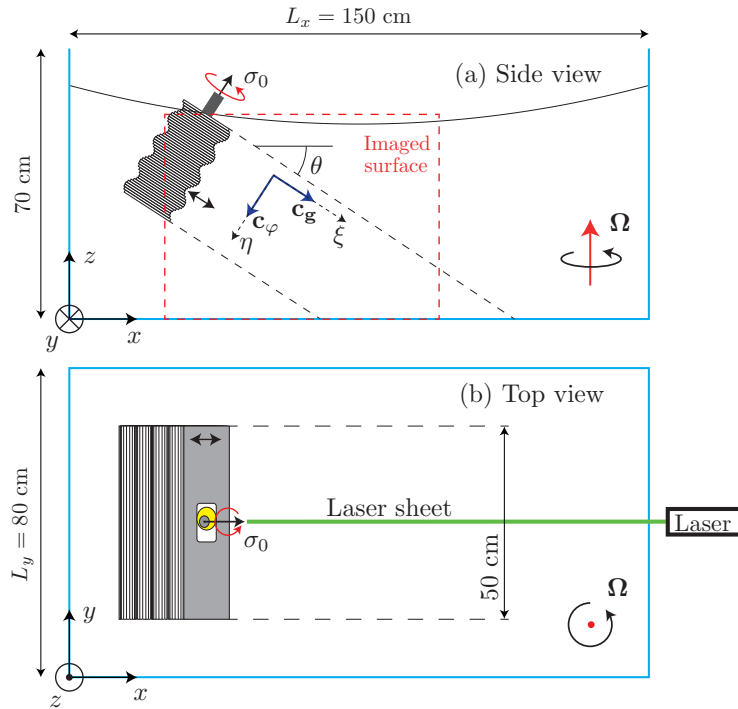 L_x = 150 cm
(a) Side view
σ_0
Imaged
surface
θ
70 cm
c_φ
c_g
η
ξ
Ω
z
y
x
(b) Top view
L_y = 80 cm
Laser sheet
Laser
σ_0
50 cm
Ω
y
z
x